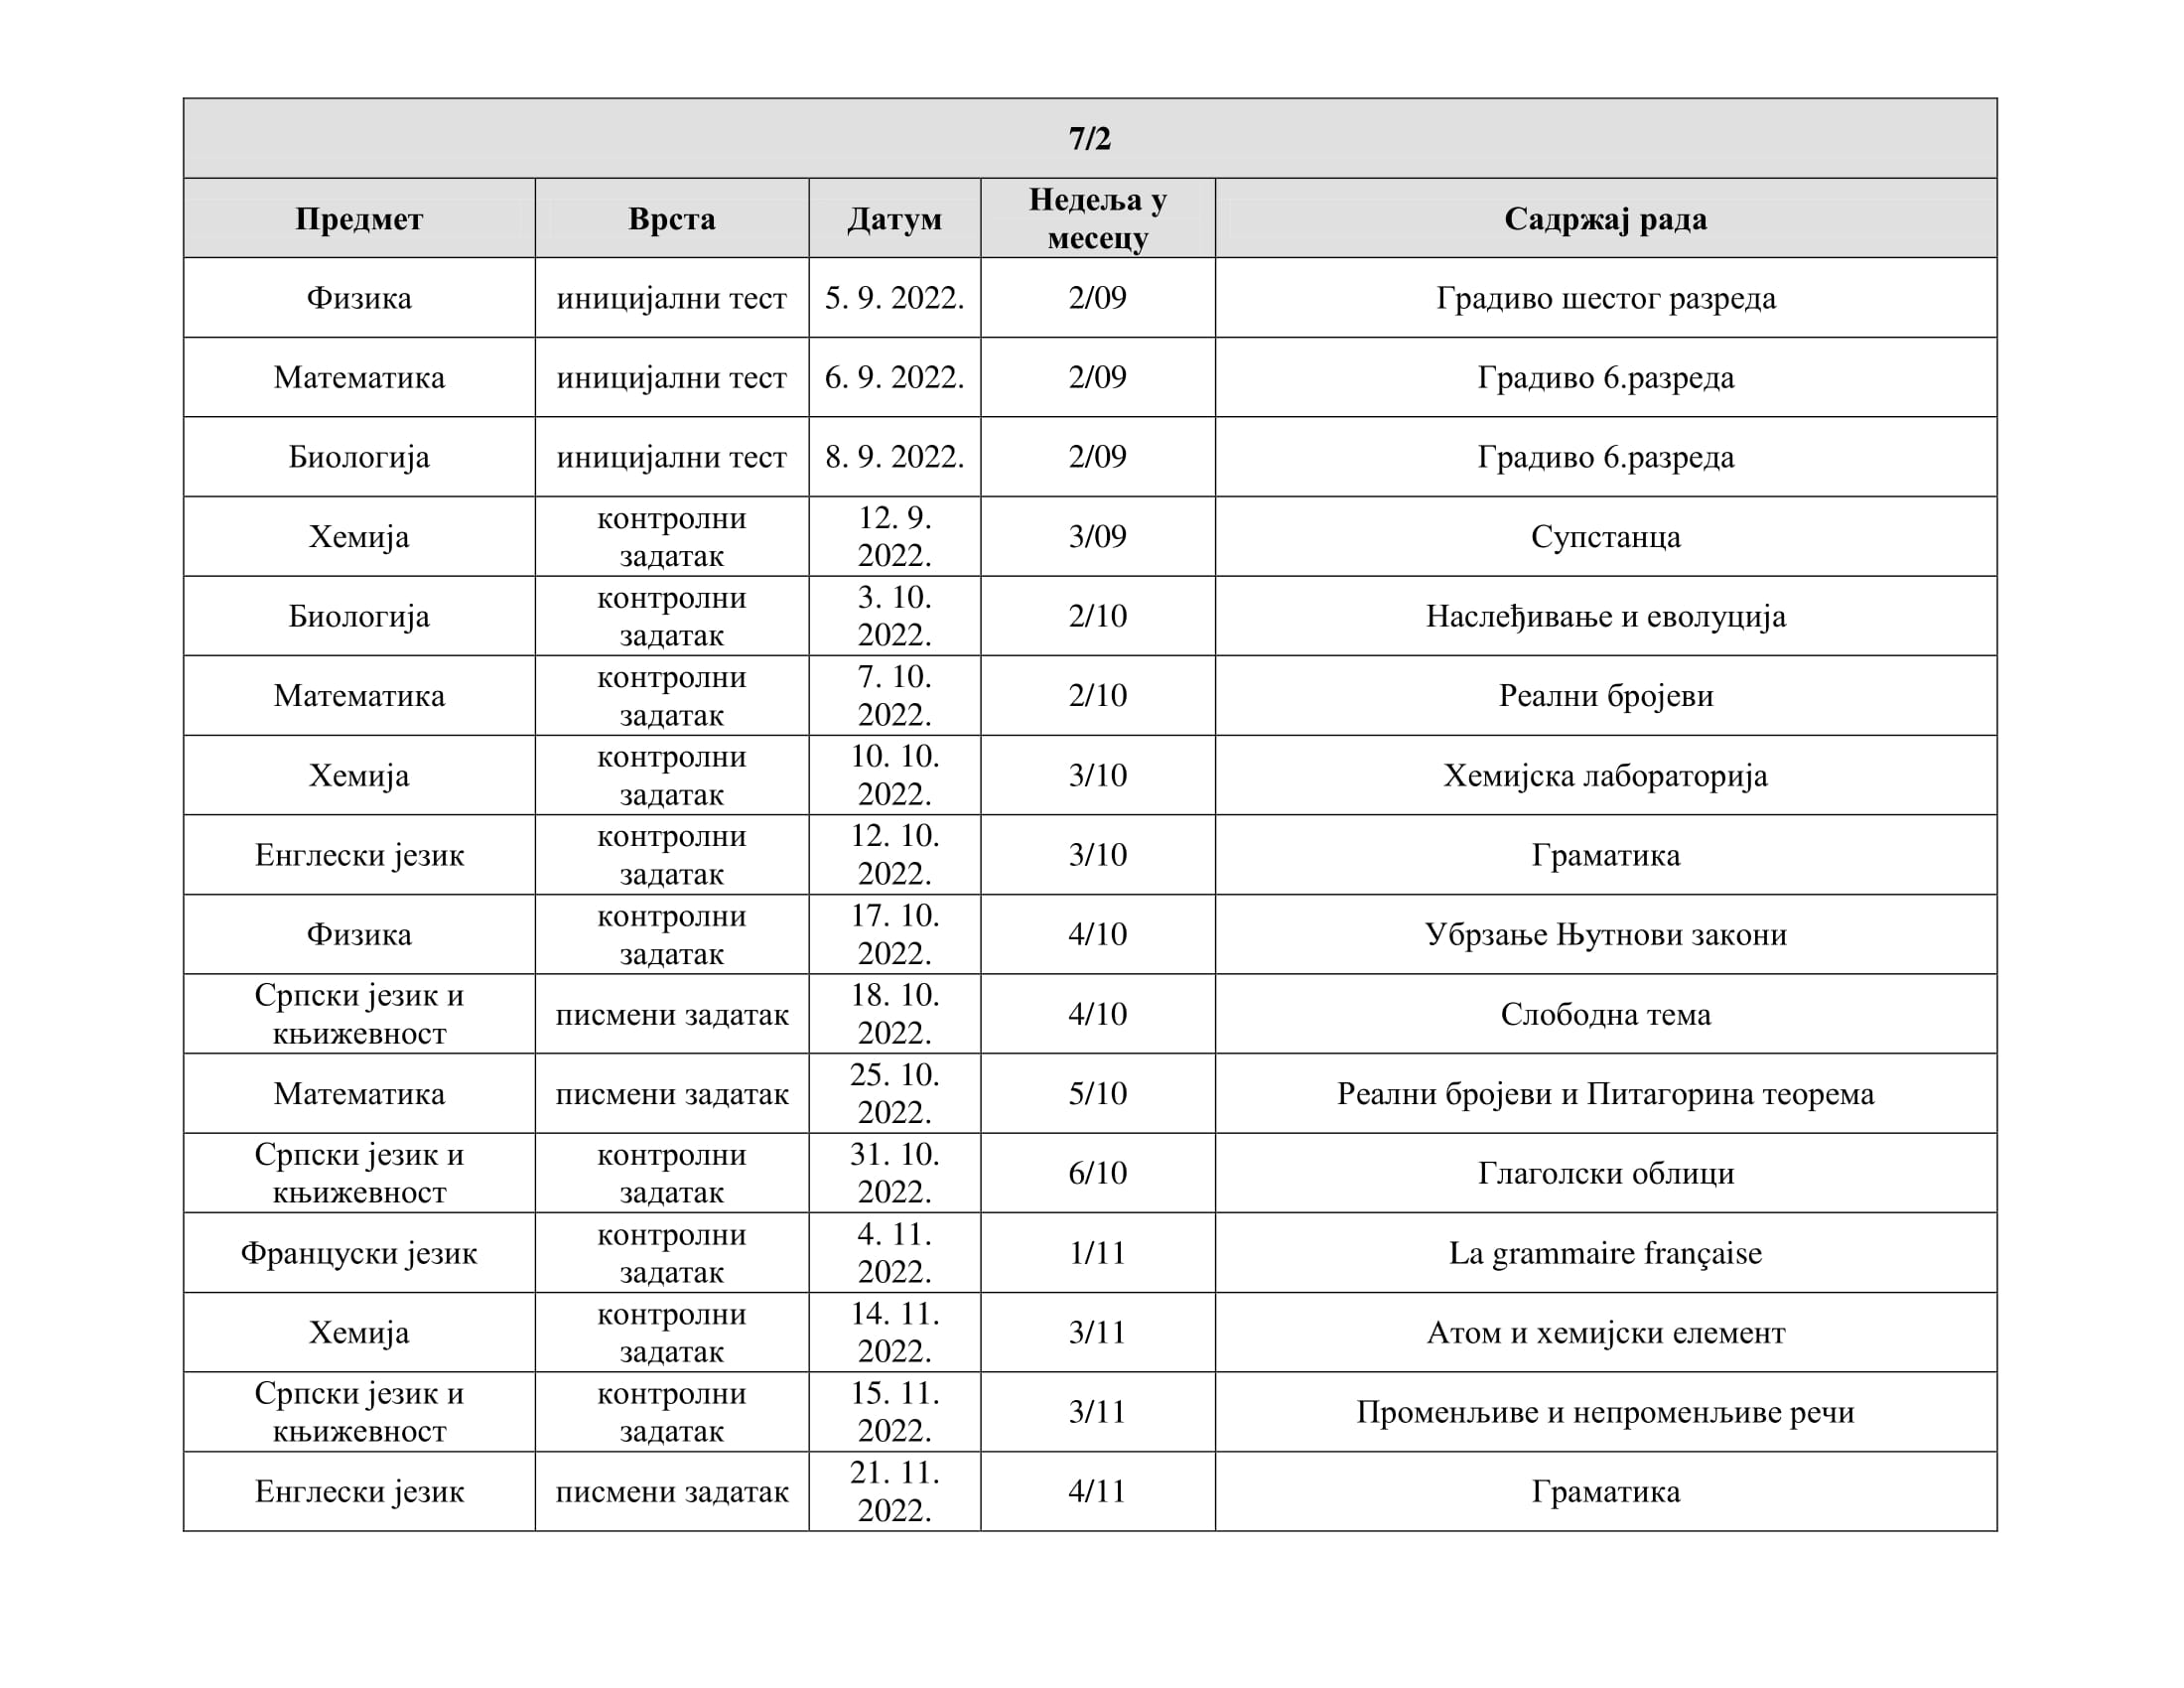 7/2
Предмет
Врста
Датум
Недеља у
месецу
Садржај рада
Физика
иницијални тест
5. 9. 2022.
2/09
Градиво шестог разреда
Математика
иницијални тест
6. 9. 2022.
2/09
Градиво 6.разреда
Биологија
иницијални тест
8. 9. 2022.
2/09
Градиво 6.разреда
Хемија
контролни
задатак
12. 9.
2022.
3/09
Супстанца
Биологија
контролни
задатак
3. 10.
2022.
2/10
Наслеђивање и еволуција
Математика
контролни
задатак
7. 10.
2022.
2/10
Реални бројеви
Хемија
контролни
задатак
10. 10.
2022.
3/10
Хемијска лабораторија
Енглески језик
контролни
задатак
12. 10.
2022.
3/10
Граматика
Физика
контролни
задатак
17. 10.
2022.
4/10
Убрзање Њутнови закони
Српски језик и
књижевност
писмени задатак
18. 10.
2022.
4/10
Слободна тема
Математика
писмени задатак
25. 10.
2022.
5/10
Реални бројеви и Питагорина теорема
Српски језик и
књижевност
контролни
задатак
31. 10.
2022.
6/10
Глаголски облици
Француски језик
контролни
задатак
4. 11.
2022.
1/11
La grammaire française
Хемија
контролни
задатак
14. 11.
2022.
3/11
Атом и хемијски елемент
Српски језик и
књижевност
контролни
задатак
15. 11.
2022.
3/11
Променљиве и непроменљиве речи
Енглески језик
писмени задатак
21. 11.
2022.
4/11
Граматика